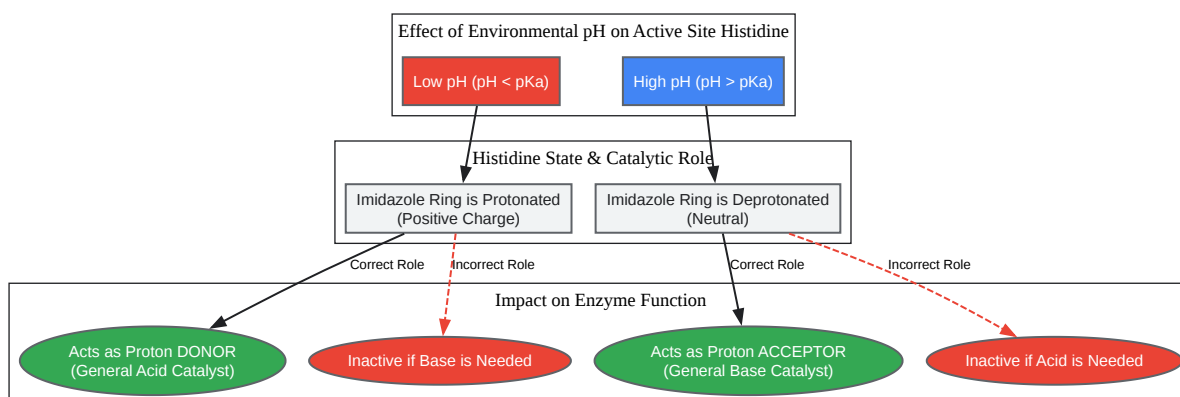 Effect of Environmental pH on Active Site Histidine
Low pH (pH < pKa)
High pH (pH > pKa)
Histidine State & Catalytic Role
Imidazole Ring is Protonated
(Positive Charge)
Imidazole Ring is Deprotonated
(Neutral)
Correct Role
Incorrect Role
Correct Role
Incorrect Role
Impact on Enzyme Function
Acts as Proton DONOR
(General Acid Catalyst)
Inactive if Base is Needed
Acts as Proton ACCEPTOR
(General Base Catalyst)
Inactive if Acid is Needed